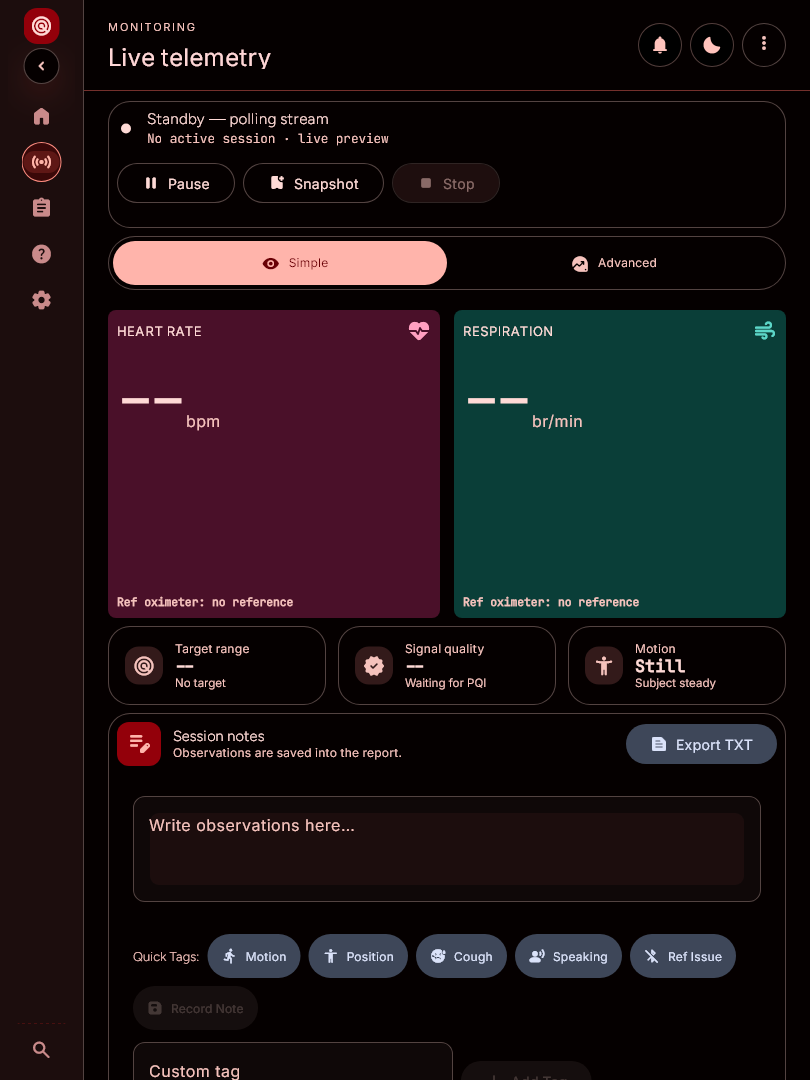 MONITORING
Live telemetry
Standby — polling stream
No active session · live preview
Pause
Snapshot
Stop
Simple
Advanced
HEART RATE
RESPIRATION
——
bpm
——
br/min
Ref oximeter: no reference
Ref oximeter: no reference
Target range
——
No target
Signal quality
——
Waiting for PQI
Motion
Still
Subject steady
Session notes
Observations are saved into the report.
Export TXT
Write observations here...
Quick Tags:
Motion
Position
Cough
Speaking
Ref Issue
Record Note
Custom tag
Add Tag